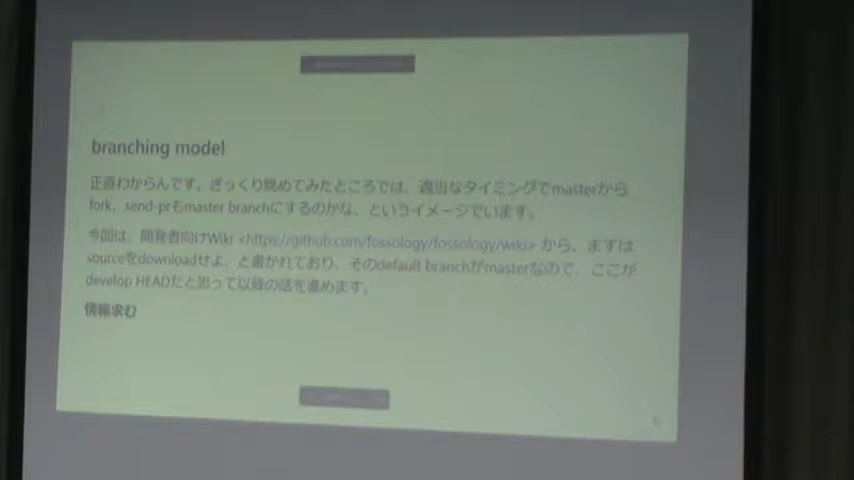 branching model
正直わからんです。ざっくり眺めてみたところでは、適当なタイミングでmasterから
fork、send-prもmaster branchにするのかな、というイメージでいます。
今回は、開発者向けWiki <https://github.com/fossology/fossology/wiki> から、まずは
sourceをdownloadせよ、と書かれており、そのdefault branchがmasterなので、ここが
develop HEADだと思って以降の話を進めます。
情報求む